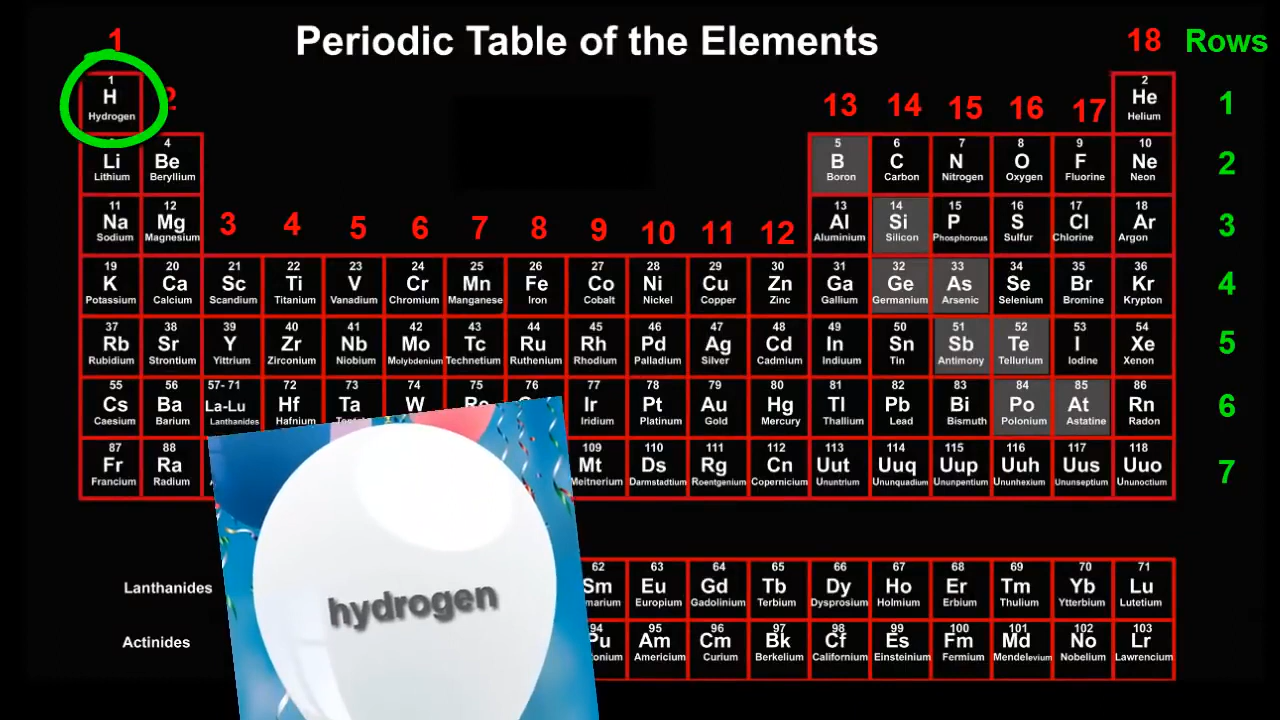 Periodic Table of the Elements
1 18 Rows
1 2
H 2 13 14 15 16 17 He 1
Hydrogen Helium
4 5 6 7 8 9 10
Li Be B C N O F Ne 2
Lithium Beryllium Boron Carbon Nitrogen Oxygen Fluorine Neon
11 12 13 14 15 16 17 18
Na Mg 3 4 5 6 7 8 9 10 11 12 Al Si P S Cl Ar 3
Sodium Magnesium Aluminium Silicon Phosphorous Sulfur Chlorine Argon
19 20 21 22 23 24 25 26 27 28 29 30 31 32 33 34 35 36
K Ca Sc Ti V Cr Mn Fe Co Ni Cu Zn Ga Ge As Se Br Kr 4
Potassium Calcium Scandium Titanium Vanadium Chromium Manganese Iron Cobalt Nickel Copper Zinc Gallium Germanium Arsenic Selenium Bromine Krypton
37 38 39 40 41 42 43 44 45 46 47 48 49 50 51 52 53 54
Rb Sr Y Zr Nb Mo Tc Ru Rh Pd Ag Cd In Sn Sb Te I Xe 5
Rubidium Strontium Yittrium Zirconium Niobium Molybdenium Technetium Ruthenium Rhodium Palladium Silver Cadmium Indiuum Tin Antimony Tellurium Iodine Xenon
55 56 57- 71 72 73 74 75 76 77 78 79 80 81 82 83 84 85 86
Cs Ba La-Lu Hf Ta W Re Ir Pt Au Hg Tl Pb Bi Po At Rn 6
Caesium Barium Lanthanides Hafnium Iridium Platinum Gold Mercury Thallium Lead Bismuth Polonium Astatine Radon
87 88 109 110 111 112 113 114 115 116 117 118
Fr Ra Mt Ds Rg Cn Uut Uuq Uup Uuh Uus Uuo 7
Francium Radium Meitnerium Darmstadtium Roentgenium Copernicium Ununtrium Ununquadium Ununpentium Ununhexium Ununseptium Ununoctium
62 63 64 65 66 67 68 69 70 71
Lanthanides Sm Eu Gd Tb Dy Ho Er Tm Yb Lu
Europium Gadolinium Terbium Dysprosium Holmium Erbium Thulium Ytterbium Lutetium
94 95 96 97 98 99 100 101 102 103
Actinides Pu Am Cm Bk Cf Es Fm Md No Lr
Americium Curium Berkelium Californium Einsteinium Fermium Mendelevium Nobelium Lawrencium
hydrogen